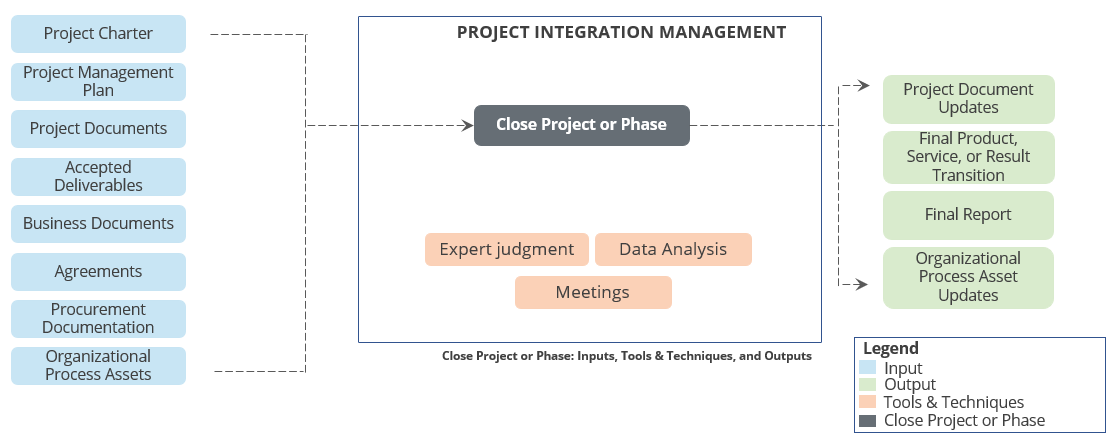 Project Charter
Project Management
Plan
Project Documents
Accepted
Deliverables
Business Documents
Agreements
Procurement
Documentation
Organizational
Process Assets
PROJECT INTEGRATION MANAGEMENT
Close Project or Phase
Expert judgment
Data Analysis
Meetings
Close Project or Phase: Inputs, Tools & Techniques, and Outputs
Project Document
Updates
Final Product,
Service, or Result
Transition
Final Report
Organizational
Process Asset
Updates
Legend
Input
Output
Tools & Techniques
Close Project or Phase